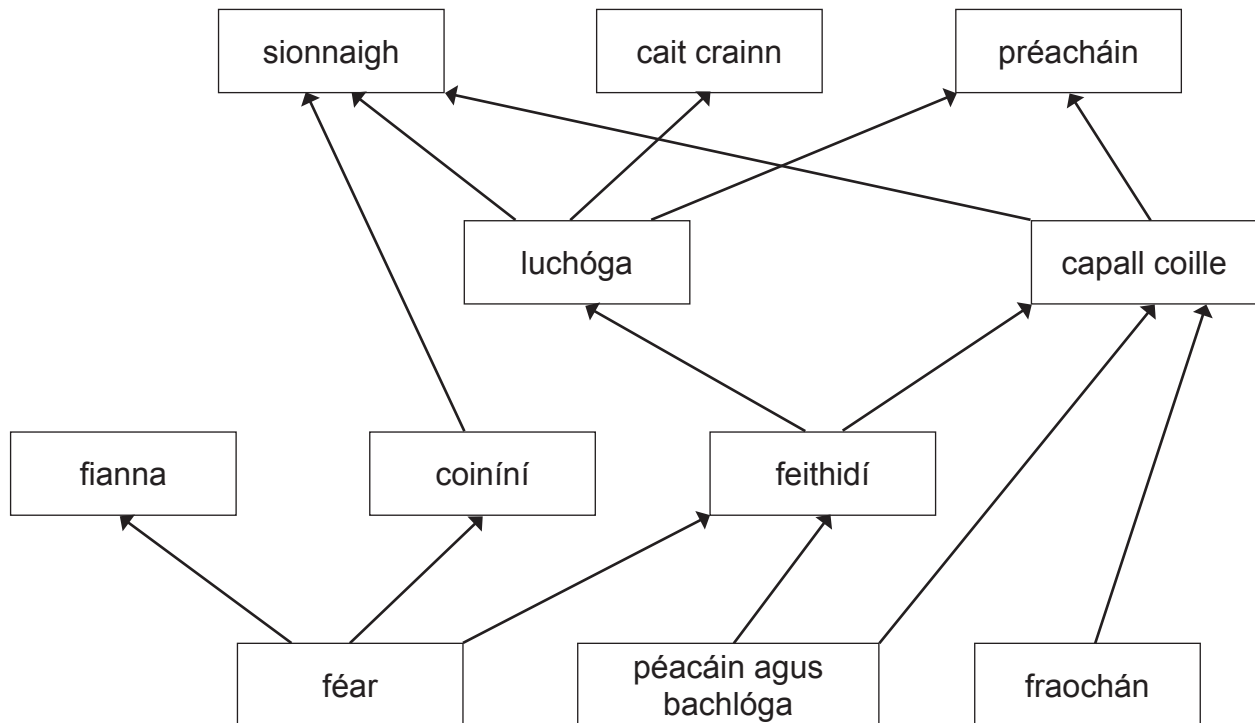 sionnaigh
cait crainn
préacháin
luchóga
capall coille
fianna
coiníní
feithidí
féar
péacáin agus
bachlóga
fraochán